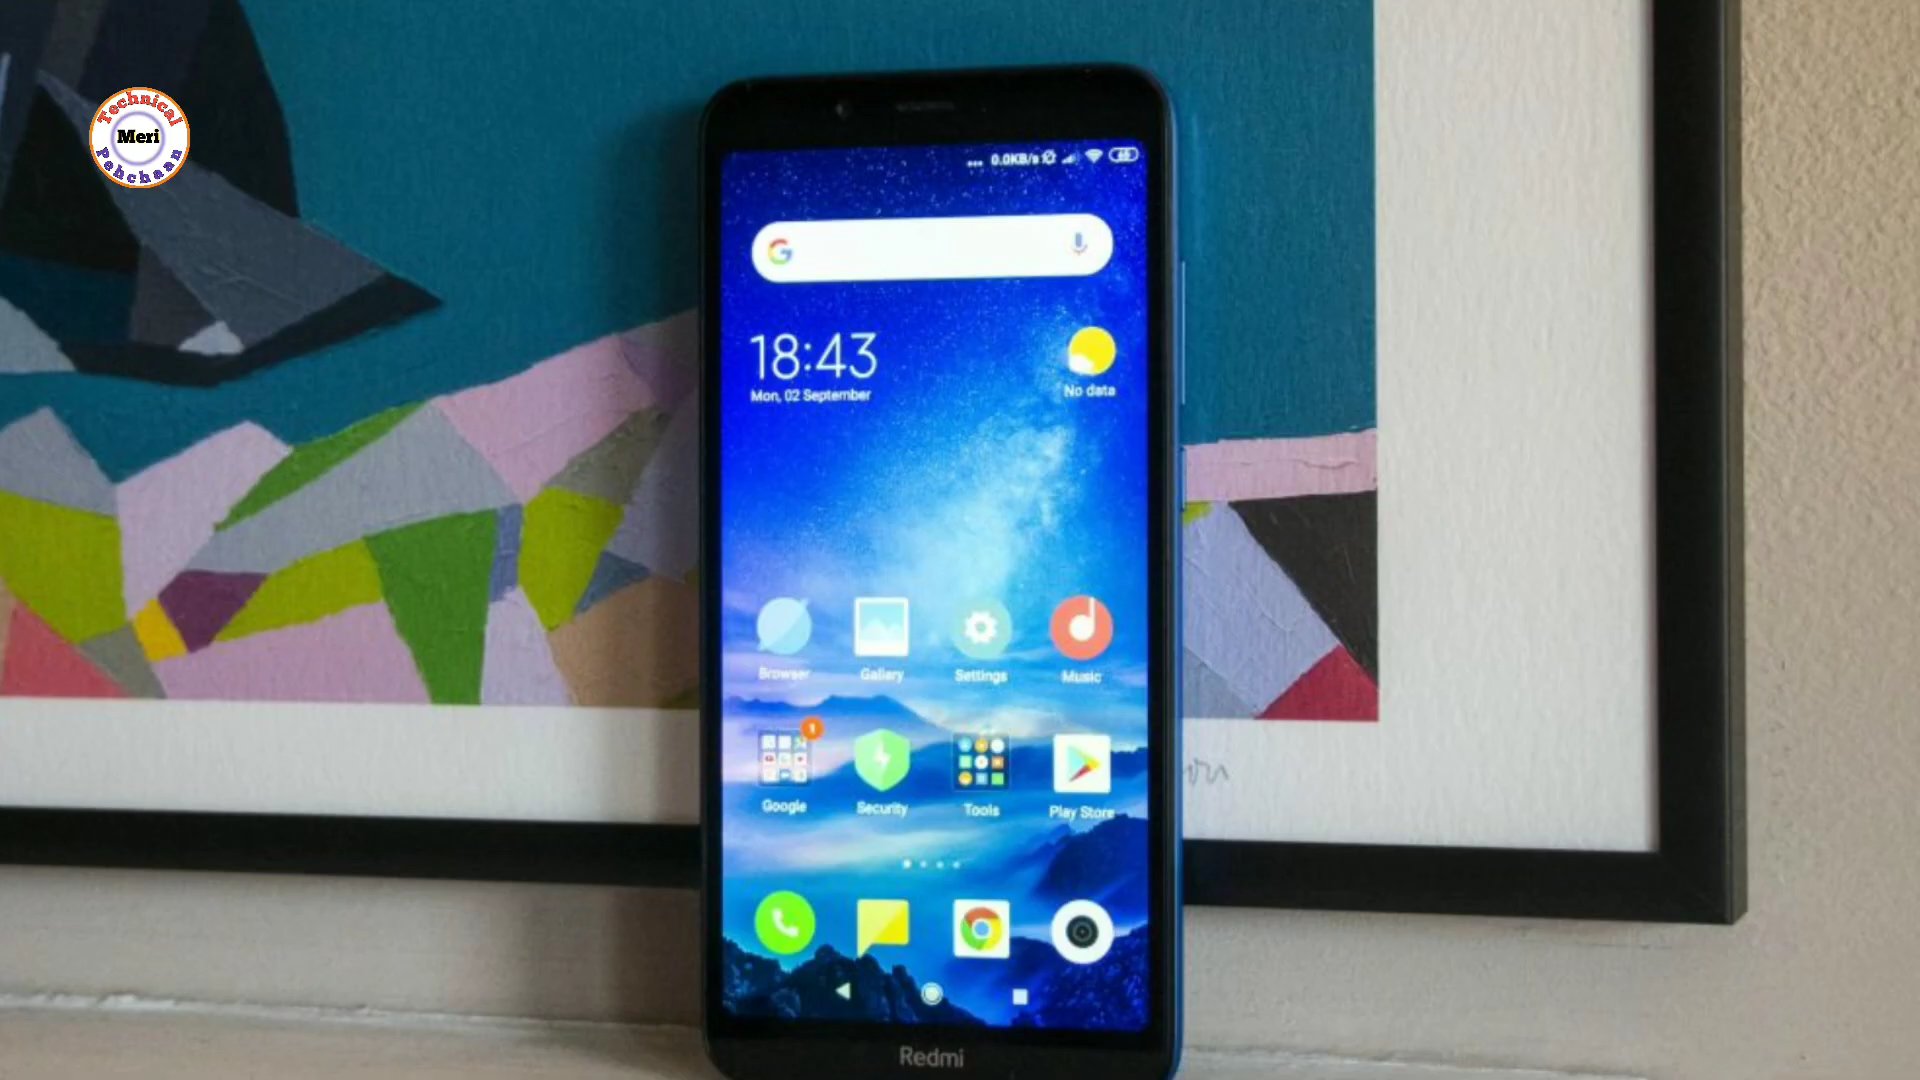 Technical
Meri
Pehchaan
... 0.0KB/s
18:43
Mon, 02 September
No data
Browser
Gallery
Settings
Music
1
Google
Security
Tools
Play Store
Redmi